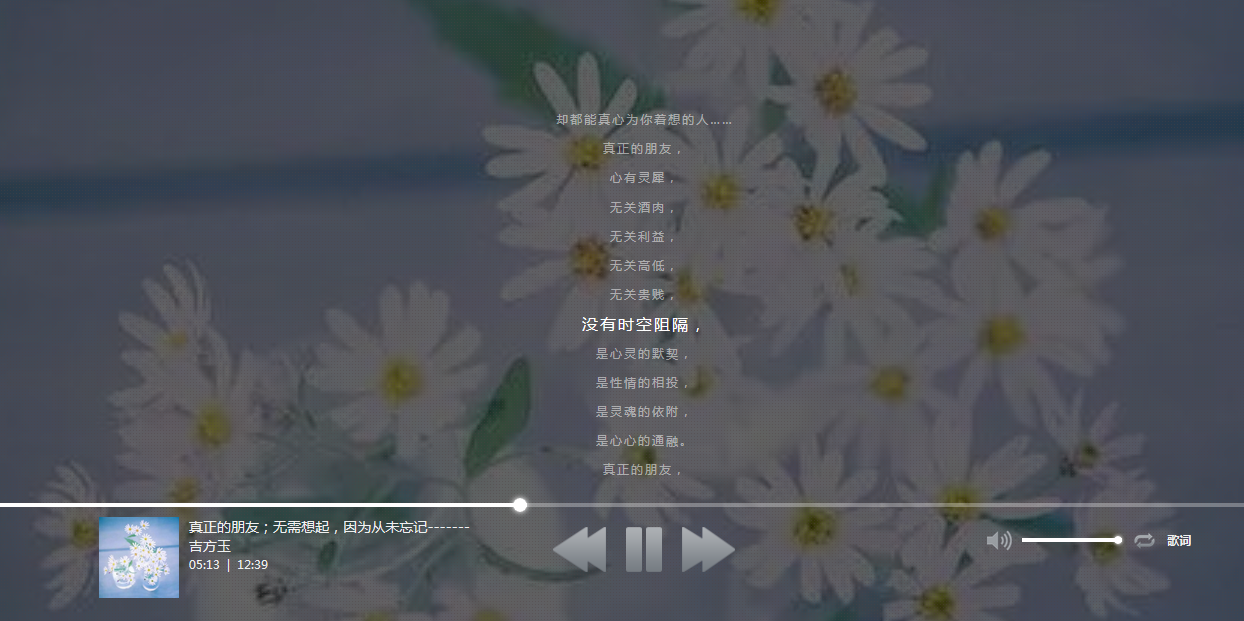 却都能真心为你着想的人……
真正的朋友，
心有灵犀，
无关酒肉，
无关利益，
无关高低，
无关贵贱，
没有时空阻隔，
是心灵的默契，
是性情的相投，
是灵魂的依附，
是心心的通融。
真正的朋友，
真正的朋友；无需想起，因为从未忘记-------
吉方玉
05:13 | 12:39
歌词